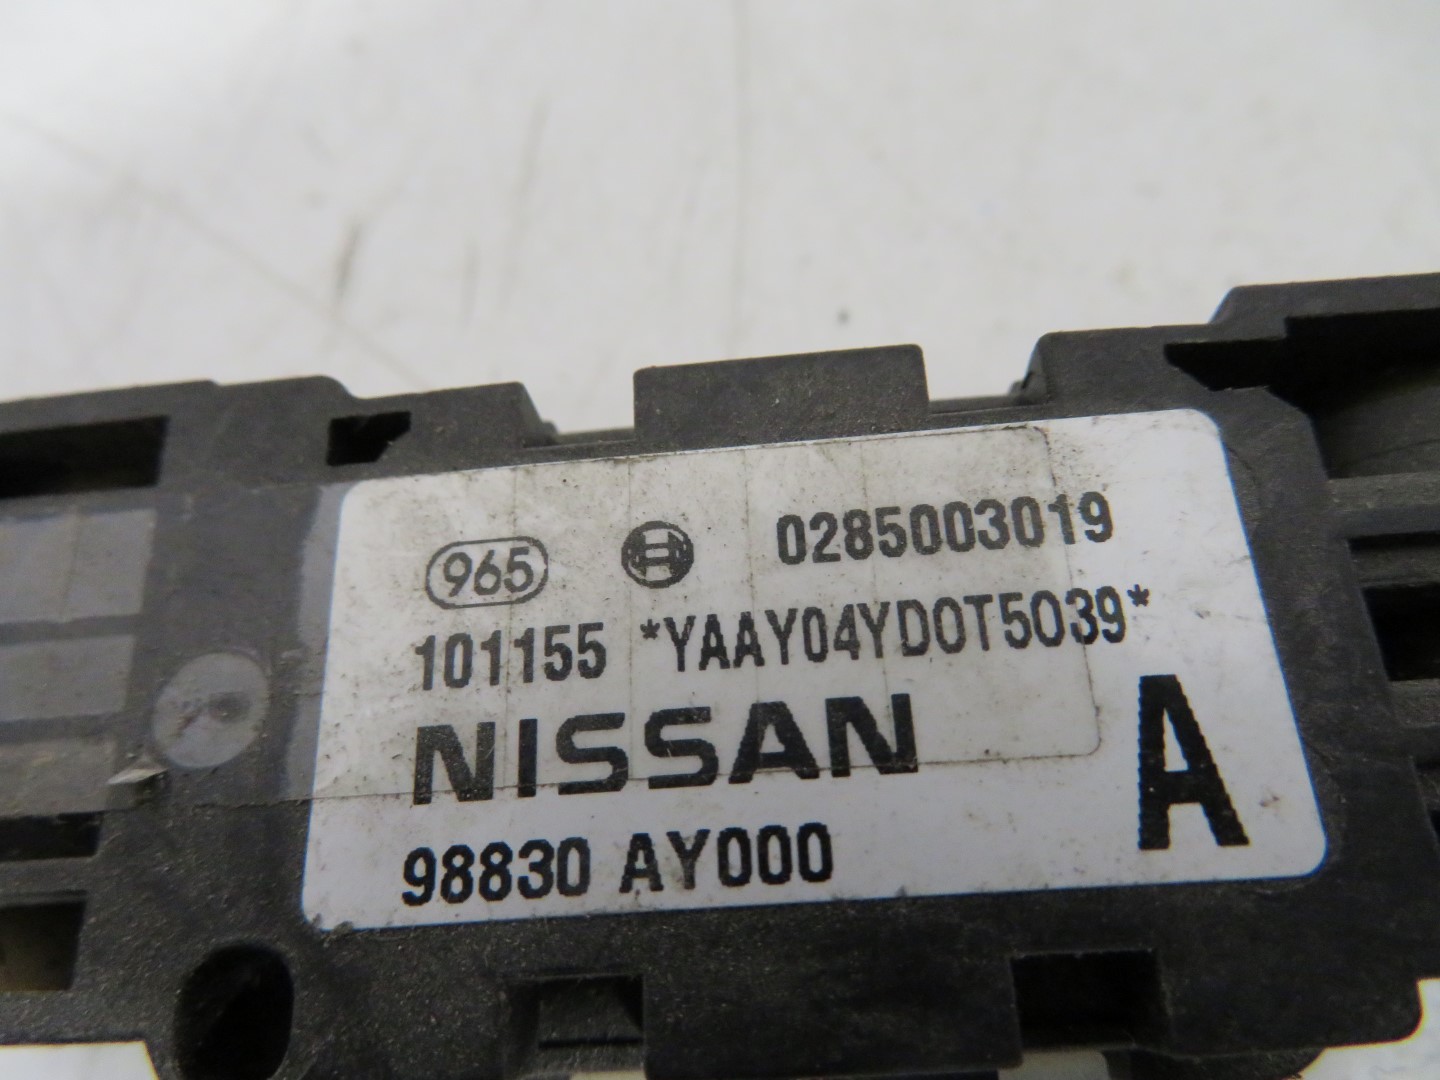 965 0285003019
101155 *YAAY04YD0T5039*
NISSAN A
98830 AY000